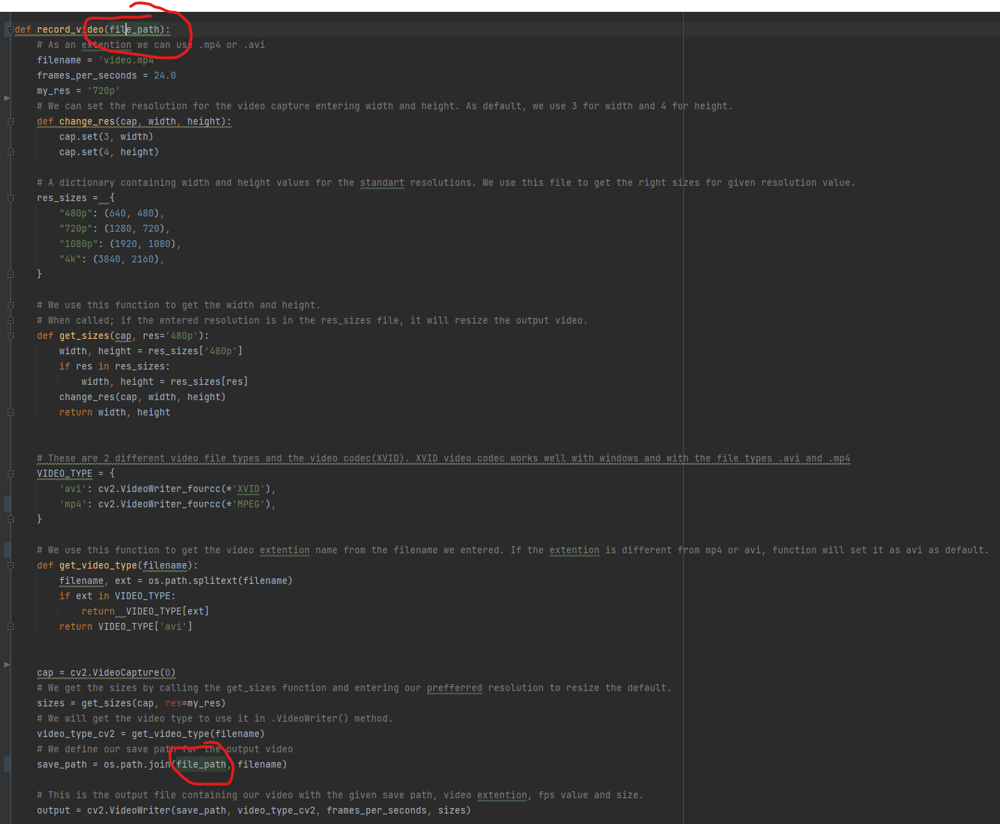 def record_video(file_path):
# As an extention we can use .mp4 or .avi
filename = 'video.mp4'
frames_per_seconds = 24.0
my_res = '720p'
# We can set the resolution for the video capture entering width and height. As default, we use 3 for width and 4 for height.
def change_res(cap, width, height):
cap.set(3, width)
cap.set(4, height)
# A dictionary containing width and height values for the standart resolutions. We use this file to get the right sizes for given resolution value.
res_sizes =  {
"480p": (640, 480),
"720p": (1280, 720),
"1080p": (1920, 1080),
"4k": (3840, 2160),
}
# We use this function to get the width and height.
# When called; if the entered resolution is in the res_sizes file, it will resize the output video.
def get_sizes(cap, res='480p'):
width, height = res_sizes['480p']
if res in res_sizes:
width, height = res_sizes[res]
change_res(cap, width, height)
return width, height
# These are 2 different video file types and the video codec(XVID). XVID video codec works well with windows and with the file types .avi and .mp4
VIDEO_TYPE = {
'avi': cv2.VideoWriter_fourcc(*'XVID'),
'mp4': cv2.VideoWriter_fourcc(*'MPEG'),
}
# We use this function to get the video extention name from the filename we entered. If the extention is different from mp4 or avi, function will set it as avi as default.
def get_video_type(filename):
filename, ext = os.path.splitext(filename)
if ext in VIDEO_TYPE:
return  VIDEO_TYPE[ext]
return VIDEO_TYPE['avi']
cap = cv2.VideoCapture(0)
# We get the sizes by calling the get_sizes function and entering our prefferred resolution to resize the default.
sizes = get_sizes(cap, res=my_res)
# We will get the video type to use it in .VideoWriter() method.
video_type_cv2 = get_video_type(filename)
# We define our save path for the output video
save_path = os.path.join(file_path, filename)
# This is the output file containing our video with the given save path, video extention, fps value and size.
output = cv2.VideoWriter(save_path, video_type_cv2, frames_per_seconds, sizes)